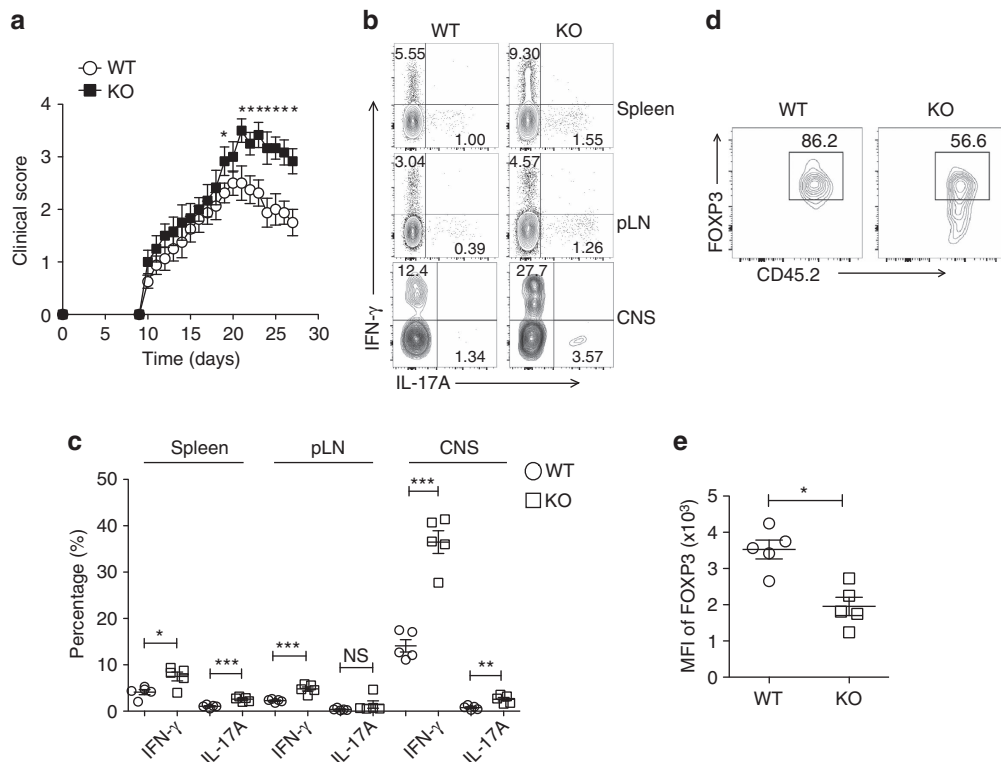 a
WT
KO
4
3
2
1
0
Clinical score
* *********
0 5 10 15 20 25 30
Time (days)
b
WT KO
5.55 9.30
1.00 1.55
Spleen
3.04 4.57
0.39 1.26
pLN
12.4 27.7
1.34 3.57
CNS
IFN-γ
IL-17A
d
WT KO
86.2 56.6
FOXP3
CD45.2
c
Spleen pLN CNS
WT
KO
50
40
30
20
10
0
Percentage (%)
* *** *** NS *** **
IFN-γ IL-17A IFN-γ IL-17A IFN-γ IL-17A
e
*
5
4
3
2
1
0
MFI of FOXP3 (x10³)
WT KO